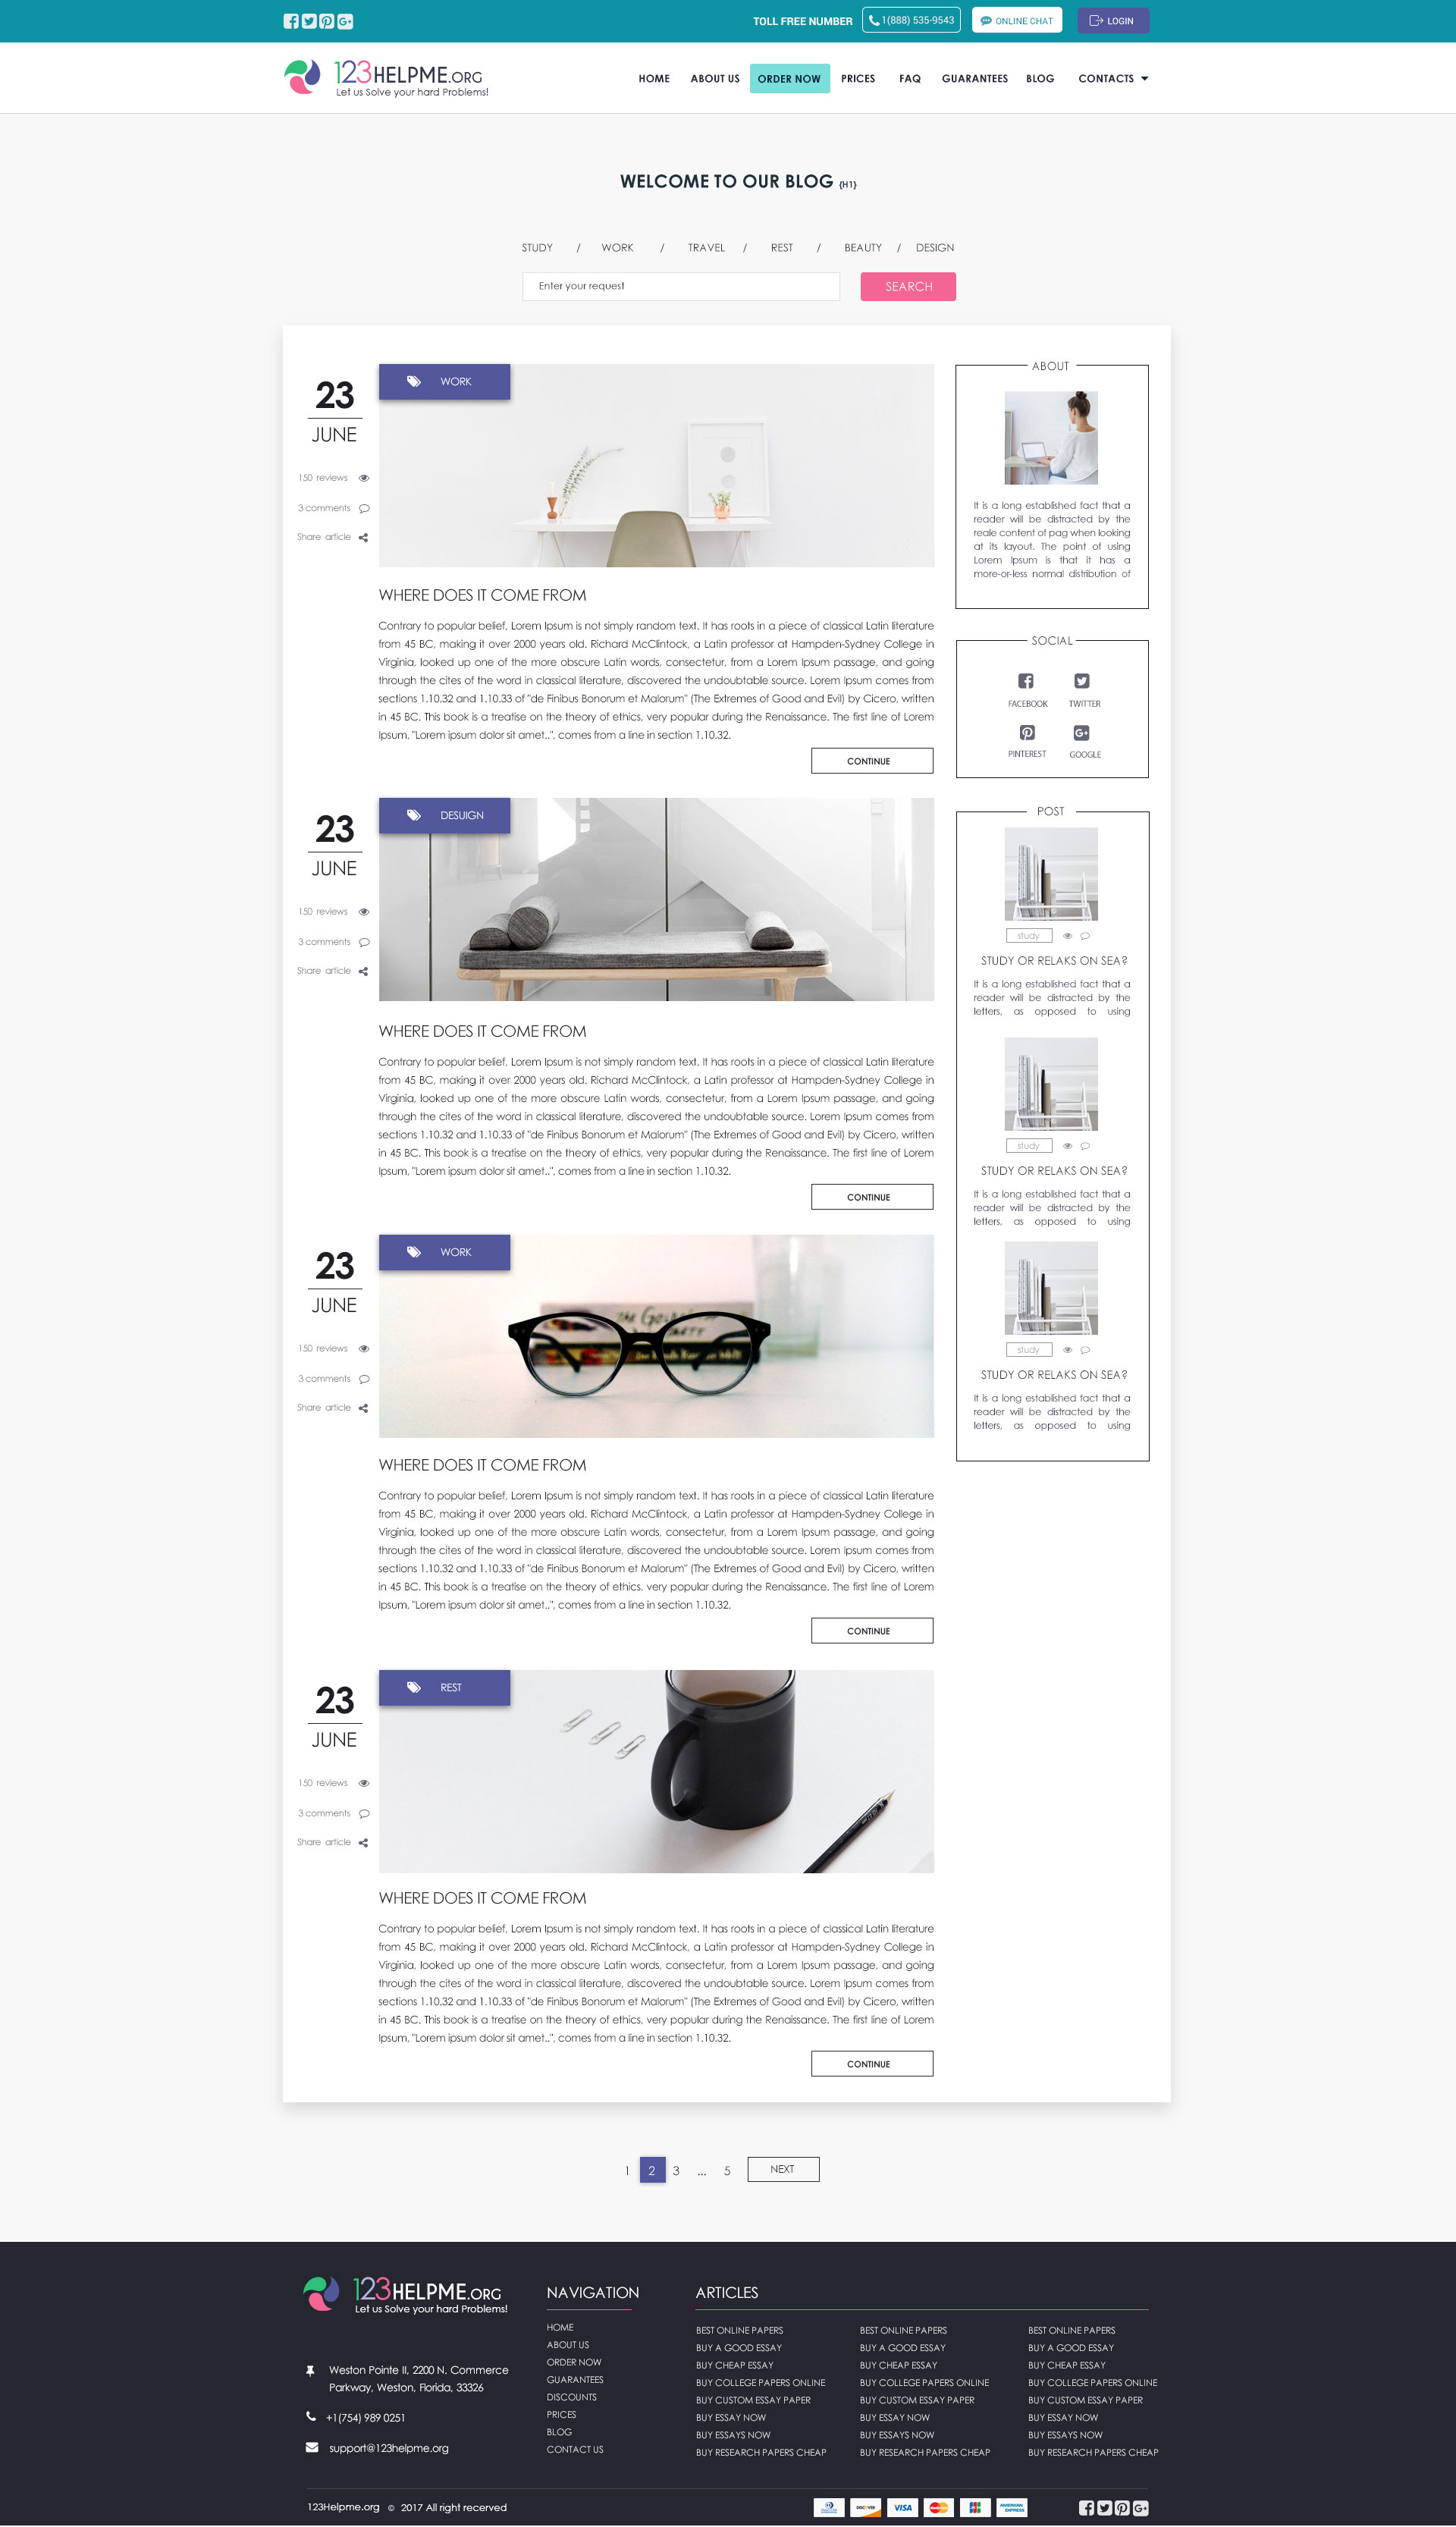 TOLL FREE NUMBER 1(888) 535-9543 ONLINE CHAT LOGIN
123HELPME.ORG
Let us Solve your hard Problems!
HOME ABOUT US ORDER NOW PRICES FAQ GUARANTEES BLOG CONTACTS
WELCOME TO OUR BLOG {H1}
STUDY / WORK / TRAVEL / REST / BEAUTY / DESIGN
Enter your request SEARCH
23
JUNE
150 reviews
3 comments
Share article
WORK
WHERE DOES IT COME FROM
Contrary to popular belief, Lorem Ipsum is not simply random text. It has roots in a piece of classical Latin literature
from 45 BC, making it over 2000 years old. Richard McClintock, a Latin professor at Hampden-Sydney College in
Virginia, looked up one of the more obscure Latin words, consectetur, from a Lorem Ipsum passage, and going
through the cites of the word in classical literature, discovered the undoubtable source. Lorem Ipsum comes from
sections 1.10.32 and 1.10.33 of "de Finibus Bonorum et Malorum" (The Extremes of Good and Evil) by Cicero, written
in 45 BC. This book is a treatise on the theory of ethics, very popular during the Renaissance. The first line of Lorem
Ipsum, "Lorem ipsum dolor sit amet..", comes from a line in section 1.10.32.
CONTINUE
23
JUNE
150 reviews
3 comments
Share article
DESUIGN
WHERE DOES IT COME FROM
Contrary to popular belief, Lorem Ipsum is not simply random text. It has roots in a piece of classical Latin literature
from 45 BC, making it over 2000 years old. Richard McClintock, a Latin professor at Hampden-Sydney College in
Virginia, looked up one of the more obscure Latin words, consectetur, from a Lorem Ipsum passage, and going
through the cites of the word in classical literature, discovered the undoubtable source. Lorem Ipsum comes from
sections 1.10.32 and 1.10.33 of "de Finibus Bonorum et Malorum" (The Extremes of Good and Evil) by Cicero, written
in 45 BC. This book is a treatise on the theory of ethics, very popular during the Renaissance. The first line of Lorem
Ipsum, "Lorem ipsum dolor sit amet..", comes from a line in section 1.10.32.
CONTINUE
23
JUNE
150 reviews
3 comments
Share article
WORK
WHERE DOES IT COME FROM
Contrary to popular belief, Lorem Ipsum is not simply random text. It has roots in a piece of classical Latin literature
from 45 BC, making it over 2000 years old. Richard McClintock, a Latin professor at Hampden-Sydney College in
Virginia, looked up one of the more obscure Latin words, consectetur, from a Lorem Ipsum passage, and going
through the cites of the word in classical literature, discovered the undoubtable source. Lorem Ipsum comes from
sections 1.10.32 and 1.10.33 of "de Finibus Bonorum et Malorum" (The Extremes of Good and Evil) by Cicero, written
in 45 BC. This book is a treatise on the theory of ethics, very popular during the Renaissance. The first line of Lorem
Ipsum, "Lorem ipsum dolor sit amet..", comes from a line in section 1.10.32.
CONTINUE
23
JUNE
150 reviews
3 comments
Share article
REST
WHERE DOES IT COME FROM
Contrary to popular belief, Lorem Ipsum is not simply random text. It has roots in a piece of classical Latin literature
from 45 BC, making it over 2000 years old. Richard McClintock, a Latin professor at Hampden-Sydney College in
Virginia, looked up one of the more obscure Latin words, consectetur, from a Lorem Ipsum passage, and going
through the cites of the word in classical literature, discovered the undoubtable source. Lorem Ipsum comes from
sections 1.10.32 and 1.10.33 of "de Finibus Bonorum et Malorum" (The Extremes of Good and Evil) by Cicero, written
in 45 BC. This book is a treatise on the theory of ethics, very popular during the Renaissance. The first line of Lorem
Ipsum, "Lorem ipsum dolor sit amet..", comes from a line in section 1.10.32.
CONTINUE
ABOUT
It is a long established fact that a
reader will be distracted by the
reale content of pag when looking
at its layout. The point of using
Lorem Ipsum is that it has a
more-or-less normal distribution of
SOCIAL
FACEBOOK TWITTER
PINTEREST GOOGLE
POST
study
STUDY OR RELAKS ON SEA?
It is a long established fact that a
reader will be distracted by the
letters, as opposed to using
study
STUDY OR RELAKS ON SEA?
It is a long established fact that a
reader will be distracted by the
letters, as opposed to using
study
STUDY OR RELAKS ON SEA?
It is a long established fact that a
reader will be distracted by the
letters, as opposed to using
1 2 3 ... 5 NEXT
123HELPME.ORG
Let us Solve your hard Problems!
Weston Pointe II, 2200 N. Commerce
Parkway, Weston, Florida, 33326
+1(754) 989 0251
support@123helpme.org
NAVIGATION
HOME
ABOUT US
ORDER NOW
GUARANTEES
DISCOUNTS
PRICES
BLOG
CONTACT US
ARTICLES
BEST ONLINE PAPERS
BUY A GOOD ESSAY
BUY CHEAP ESSAY
BUY COLLEGE PAPERS ONLINE
BUY CUSTOM ESSAY PAPER
BUY ESSAY NOW
BUY ESSAYS NOW
BUY RESEARCH PAPERS CHEAP
BEST ONLINE PAPERS
BUY A GOOD ESSAY
BUY CHEAP ESSAY
BUY COLLEGE PAPERS ONLINE
BUY CUSTOM ESSAY PAPER
BUY ESSAY NOW
BUY ESSAYS NOW
BUY RESEARCH PAPERS CHEAP
BEST ONLINE PAPERS
BUY A GOOD ESSAY
BUY CHEAP ESSAY
BUY COLLEGE PAPERS ONLINE
BUY CUSTOM ESSAY PAPER
BUY ESSAY NOW
BUY ESSAYS NOW
BUY RESEARCH PAPERS CHEAP
123Helpme.org © 2017 All right recerved
DISCOVER VISA JCB AMERICAN EXPRESS